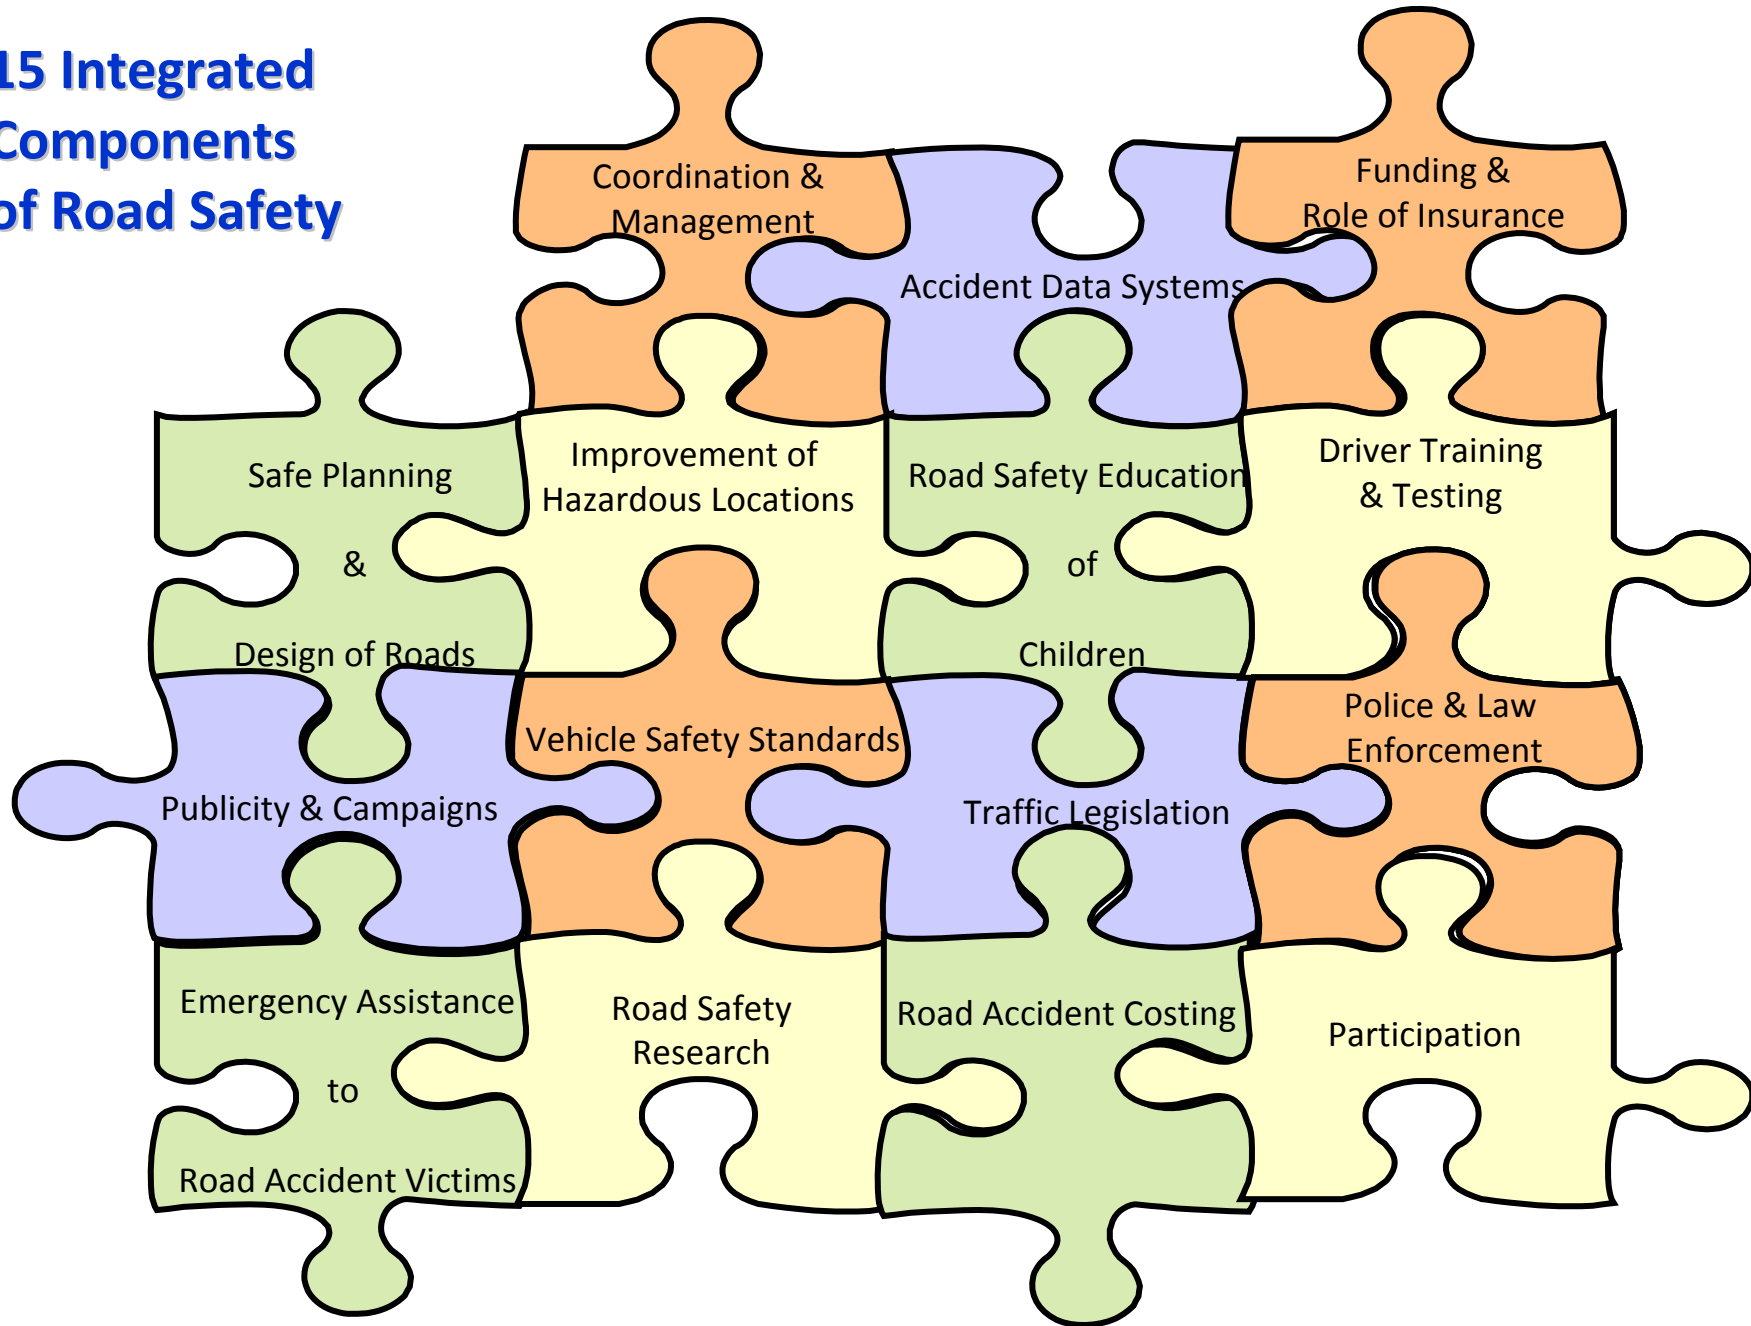 15 Integrated
Components
of Road Safety
Coordination &
Management
Accident Data Systems
Funding &
Role of Insurance
Safe Planning
&
Design of Roads
Improvement of
Hazardous Locations
Road Safety Education
of
Children
Driver Training
& Testing
Publicity & Campaigns
Vehicle Safety Standards
Traffic Legislation
Police & Law
Enforcement
Emergency Assistance
to
Road Accident Victims
Road Safety
Research
Road Accident Costing
Participation